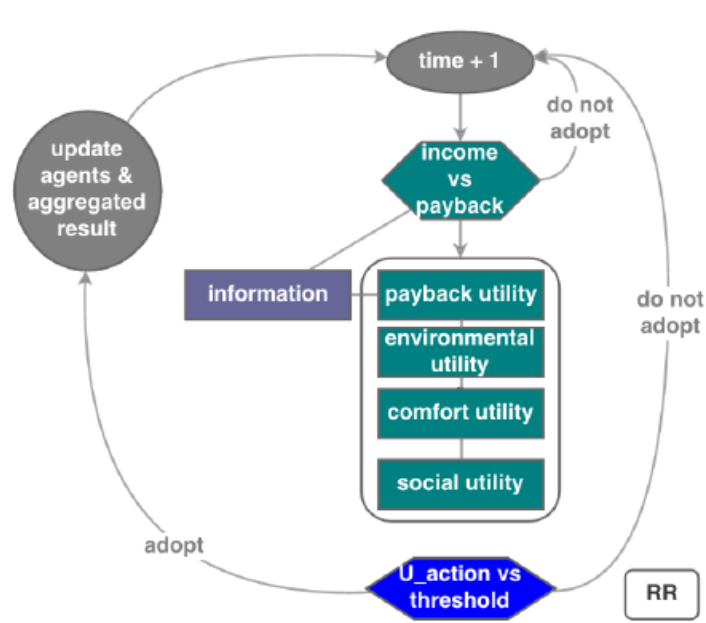 time + 1
do not
adopt
update
agents &
aggregated
result
income
vs
payback
information
payback utility
environmental
utility
comfort utility
social utility
do not
adopt
adopt
U_action vs
threshold
RR